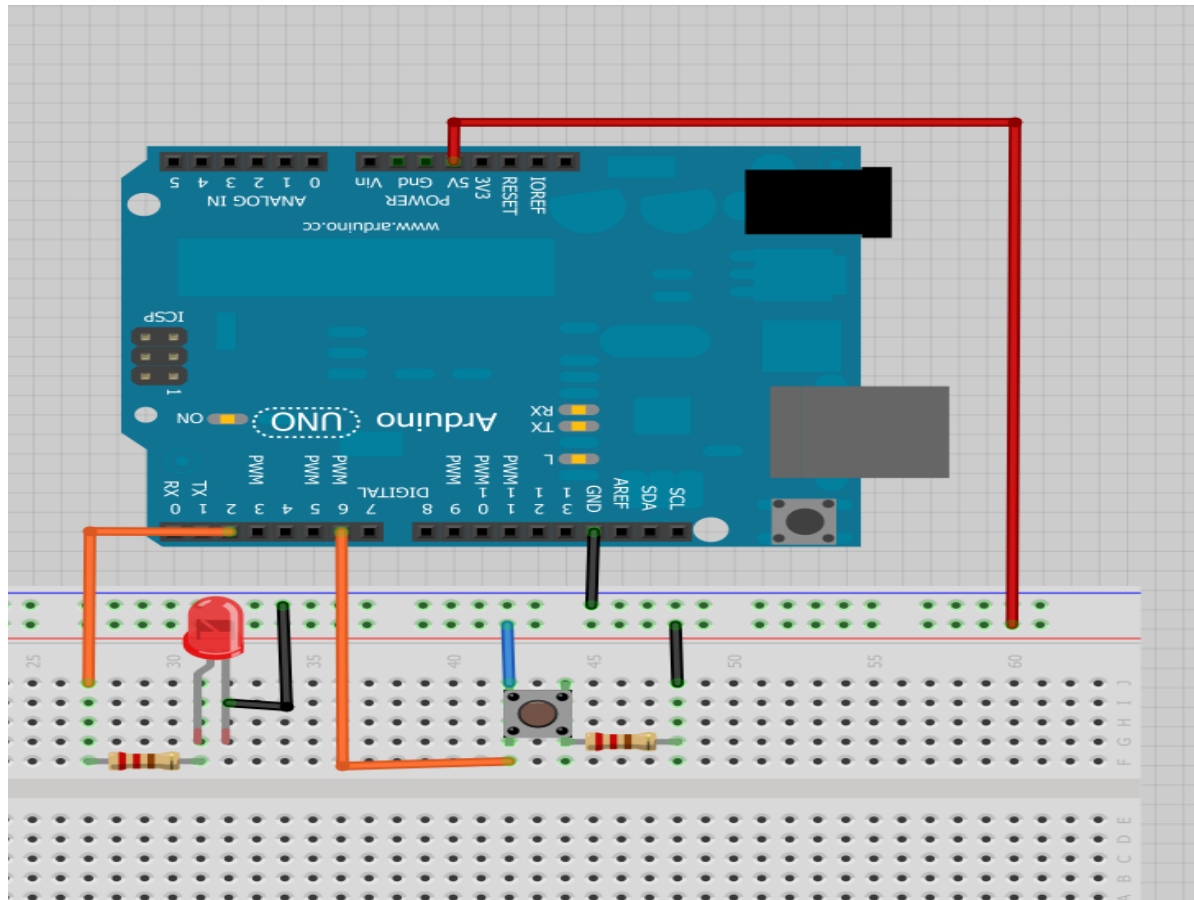 5 4 3 2 1 0 Vin Gnd 5V 3V3 RESET IOREF
ANALOG IN POWER
www.arduino.cc
ICSP
1
ON UNO Arduino
RX
TX
L
PWM PWM PWM PWM PWM PWM
RX TX DIGITAL GND AREF SDA SCL
0 1 2 3 4 5 6 7 8 9 10 11 12 13
25 30 35 40 45 50 55 60
J
I
H
G
F
E
D
C
B
A